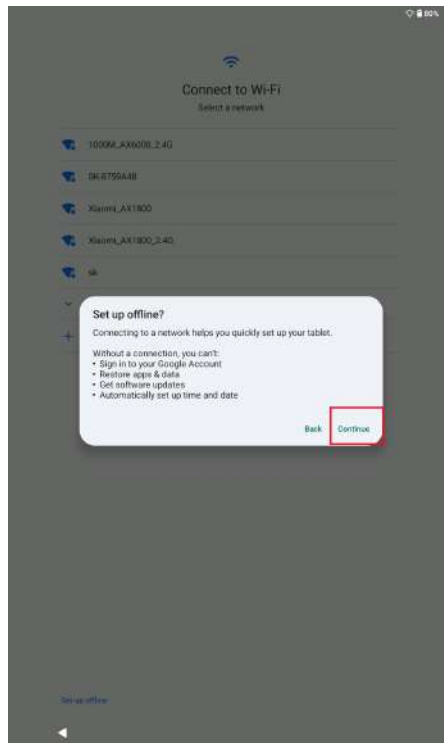 80%
Connect to Wi-Fi
Select a network
1000M_AX6000_2.4G
Xiaomi_AX1800
Xiaomi_AX1800_2.4G
sk
Set up offline?
Connecting to a network helps you quickly set up your tablet.
Without a connection, you can't:
• Sign in to your Google Account
• Restore apps & data
• Get software updates
• Automatically set up time and date
Back Continue
Set up offline